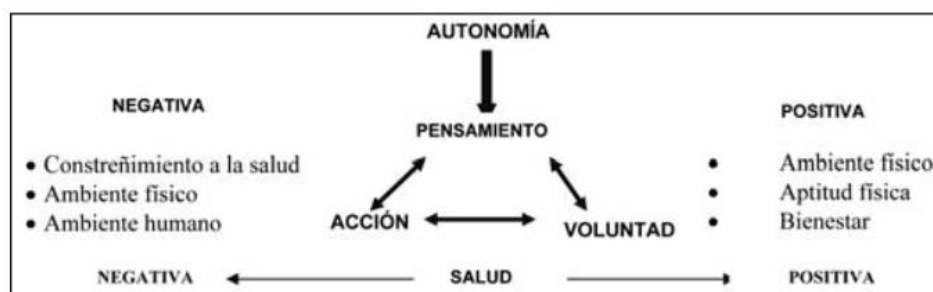 AUTONOMÍA
NEGATIVA
POSITIVA
PENSAMIENTO
• Constreñimiento a la salud
• Ambiente físico
• Ambiente humano
• Ambiente físico
• Aptitud física
• Bienestar
ACCIÓN
VOLUNTAD
NEGATIVA SALUD POSITIVA